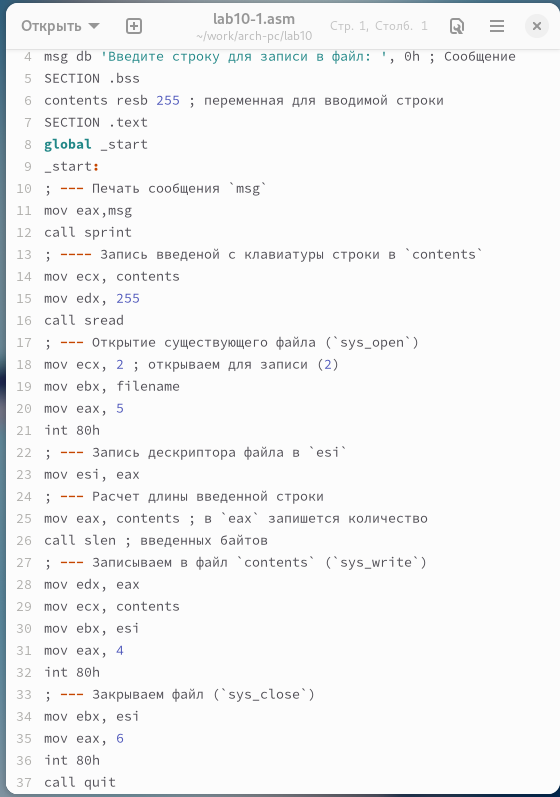 Открыть
lab10-1.asm
~/work/arch-pc/lab10
Стр. 1, Столб. 1
4 msg db 'Введите строку для записи в файл: ', 0h ; Сообщение
5 SECTION .bss
6 contents resb 255 ; переменная для вводимой строки
7 SECTION .text
8 global _start
9 _start:
10 ; --- Печать сообщения `msg`
11 mov eax,msg
12 call sprint
13 ; ---- Запись введеной с клавиатуры строки в `contents`
14 mov ecx, contents
15 mov edx, 255
16 call sread
17 ; --- Открытие существующего файла (`sys_open`)
18 mov ecx, 2 ; открываем для записи (2)
19 mov ebx, filename
20 mov eax, 5
21 int 80h
22 ; --- Запись дескриптора файла в `esi`
23 mov esi, eax
24 ; --- Расчет длины введенной строки
25 mov eax, contents ; в `eax` запишется количество
26 call slen ; введенных байтов
27 ; --- Записываем в файл `contents` (`sys_write`)
28 mov edx, eax
29 mov ecx, contents
30 mov ebx, esi
31 mov eax, 4
32 int 80h
33 ; --- Закрываем файл (`sys_close`)
34 mov ebx, esi
35 mov eax, 6
36 int 80h
37 call quit